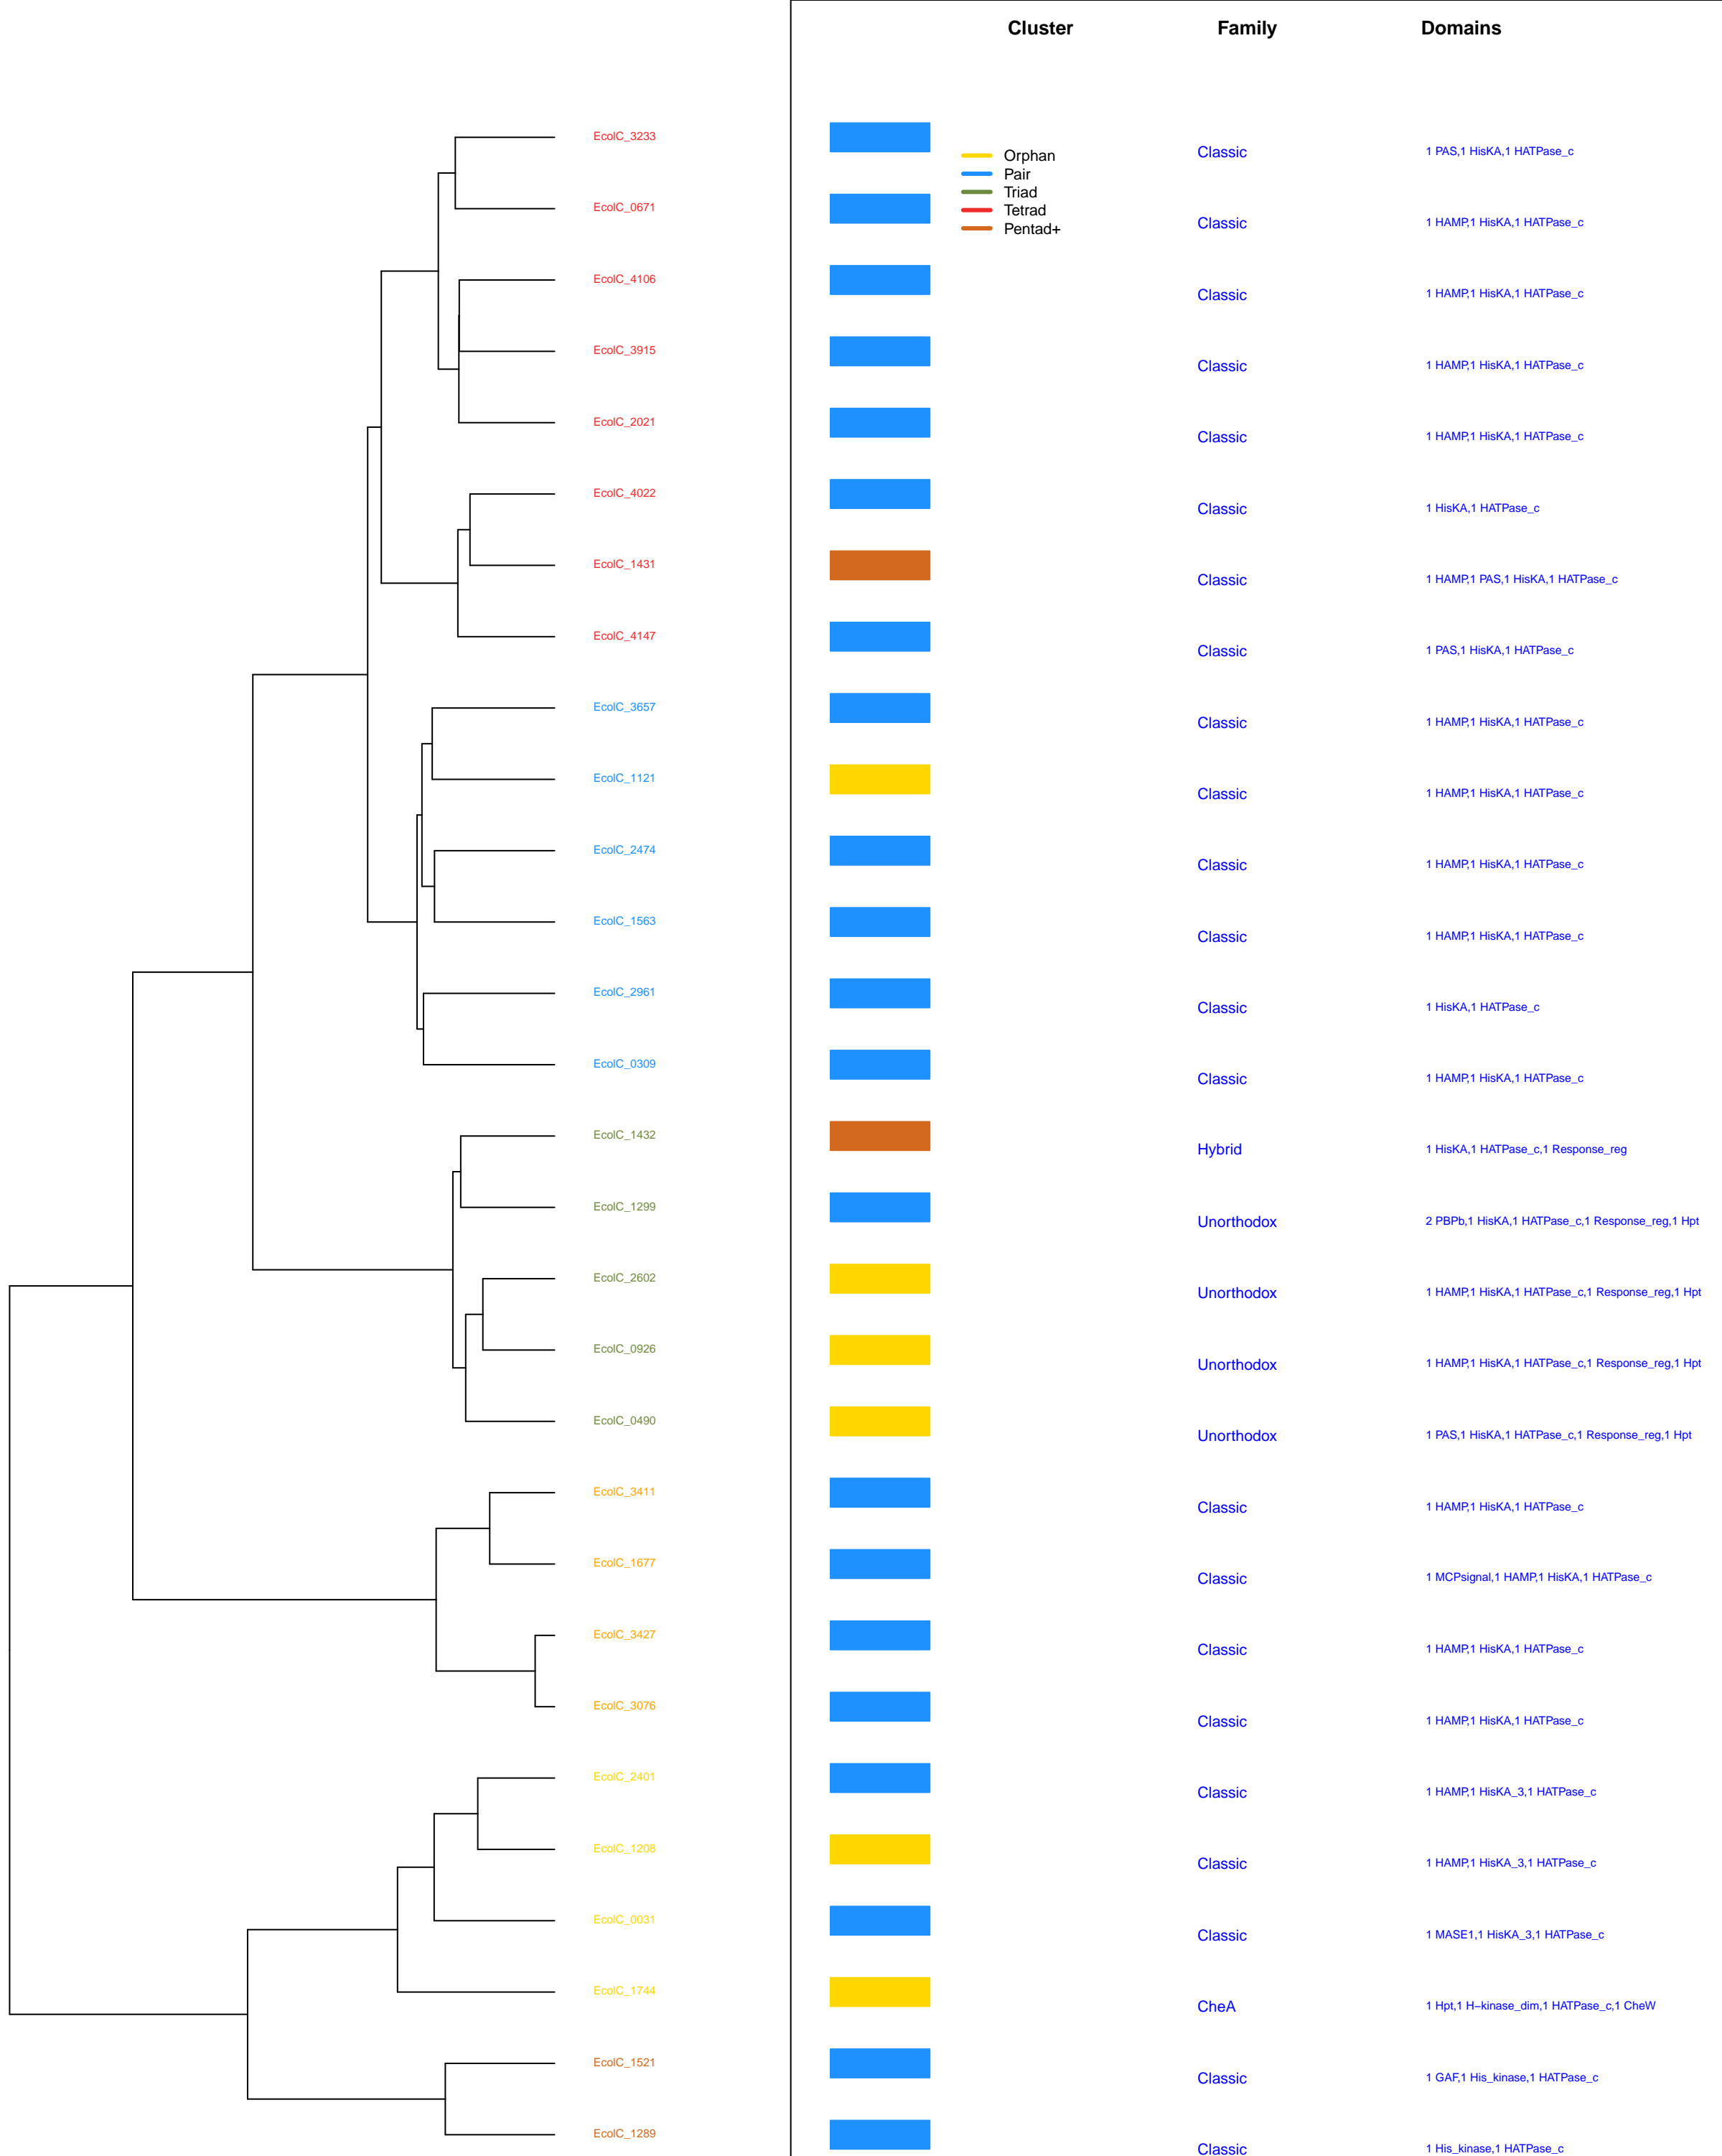 Cluster Family Domains
EcolC_3233 Classic 1 PAS,1 HisKA,1 HATPase_c
Orphan
Pair
Triad
Tetrad
Pentad+
EcolC_0671 Classic 1 HAMP,1 HisKA,1 HATPase_c
EcolC_4106 Classic 1 HAMP,1 HisKA,1 HATPase_c
EcolC_3915 Classic 1 HAMP,1 HisKA,1 HATPase_c
EcolC_2021 Classic 1 HAMP,1 HisKA,1 HATPase_c
EcolC_4022 Classic 1 HisKA,1 HATPase_c
EcolC_1431 Classic 1 HAMP,1 PAS,1 HisKA,1 HATPase_c
EcolC_4147 Classic 1 PAS,1 HisKA,1 HATPase_c
EcolC_3657 Classic 1 HAMP,1 HisKA,1 HATPase_c
EcolC_1121 Classic 1 HAMP,1 HisKA,1 HATPase_c
EcolC_2474 Classic 1 HAMP,1 HisKA,1 HATPase_c
EcolC_1563 Classic 1 HAMP,1 HisKA,1 HATPase_c
EcolC_2961 Classic 1 HisKA,1 HATPase_c
EcolC_0309 Classic 1 HAMP,1 HisKA,1 HATPase_c
EcolC_1432 Hybrid 1 HisKA,1 HATPase_c,1 Response_reg
EcolC_1299 Unorthodox 2 PBPb,1 HisKA,1 HATPase_c,1 Response_reg,1 Hpt
EcolC_2602 Unorthodox 1 HAMP,1 HisKA,1 HATPase_c,1 Response_reg,1 Hpt
EcolC_0926 Unorthodox 1 HAMP,1 HisKA,1 HATPase_c,1 Response_reg,1 Hpt
EcolC_0490 Unorthodox 1 PAS,1 HisKA,1 HATPase_c,1 Response_reg,1 Hpt
EcolC_3411 Classic 1 HAMP,1 HisKA,1 HATPase_c
EcolC_1677 Classic 1 MCPsignal,1 HAMP,1 HisKA,1 HATPase_c
EcolC_3427 Classic 1 HAMP,1 HisKA,1 HATPase_c
EcolC_3076 Classic 1 HAMP,1 HisKA,1 HATPase_c
EcolC_2401 Classic 1 HAMP,1 HisKA_3,1 HATPase_c
EcolC_1208 Classic 1 HAMP,1 HisKA_3,1 HATPase_c
EcolC_0031 Classic 1 MASE1,1 HisKA_3,1 HATPase_c
EcolC_1744 CheA 1 Hpt,1 H−kinase_dim,1 HATPase_c,1 CheW
EcolC_1521 Classic 1 GAF,1 His_kinase,1 HATPase_c
EcolC_1289 Classic 1 His_kinase,1 HATPase_c